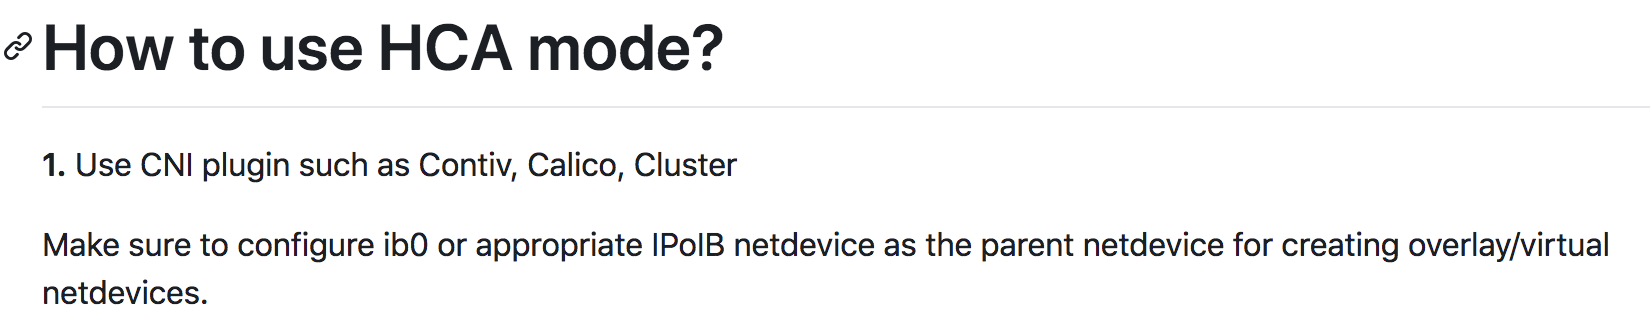 How to use HCA mode?
1. Use CNI plugin such as Contiv, Calico, Cluster
Make sure to configure ib0 or appropriate IPoIB netdevice as the parent netdevice for creating overlay/virtual
netdevices.